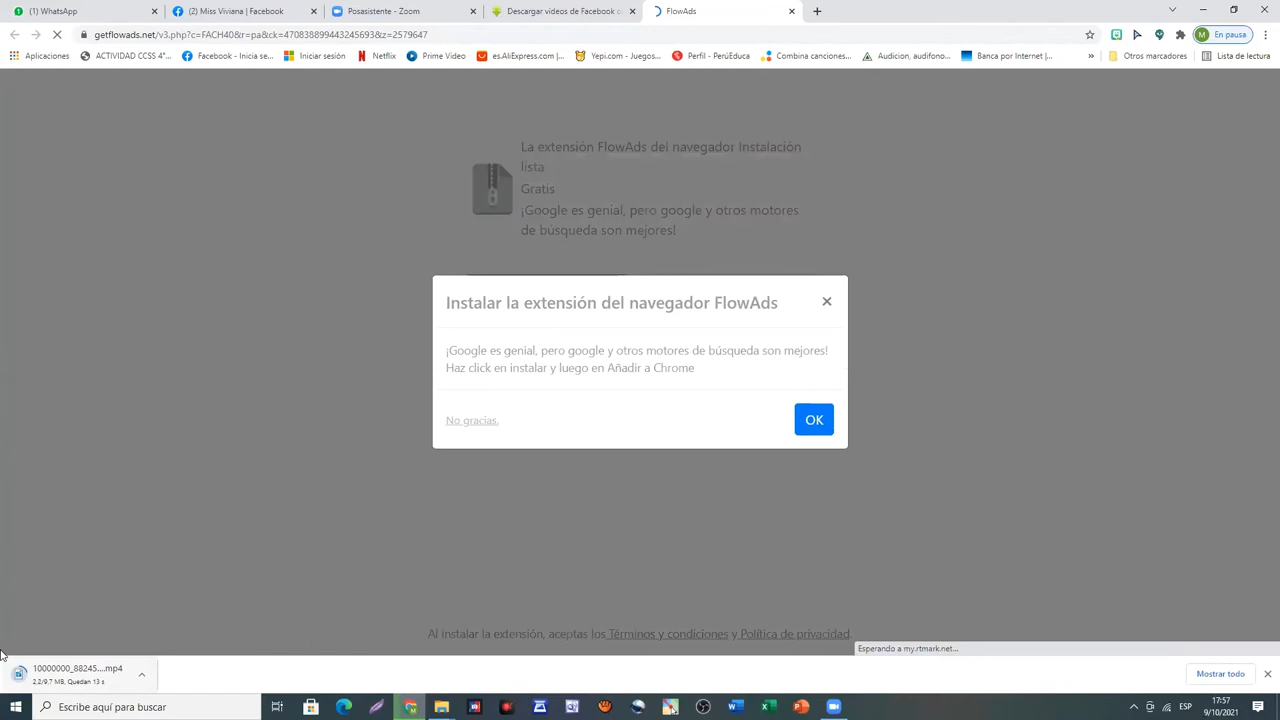 (1) WhatsApp
(2) Miss Viviana | Facebook
Posasistente - Zoom
Descargar videos de Facebook o
FlowAds
getflowads.net/v3.php?c=FACH40&r=pa&ck=470838899443245693&z=2579647
M En pausa
Aplicaciones
ACTIVIDAD CCSS 4°...
Facebook - Inicia se...
Iniciar sesión
Netflix
Prime Video
es.AliExpress.com |...
Yepi.com - Juegos...
Perfil - PerúEduca
Combina canciones...
Audicion, audifono...
Banca por Internet |...
»
Otros marcadores
Lista de lectura
La extensión FlowAds del navegador Instalación
lista
Gratis
¡Google es genial, pero google y otros motores
de búsqueda son mejores!
Instalar la extensión del navegador FlowAds
¡Google es genial, pero google y otros motores de búsqueda son mejores!
Haz click en instalar y luego en Añadir a Chrome
No gracias.
OK
Al instalar la extensión, aceptas los Términos y condiciones y Política de privacidad.
Esperando a my.rtmark.net...
10000000_88245....mp4
2,2/9,7 MB, Quedan 13 s
Mostrar todo
Escribe aquí para buscar
ESP
17:57
9/10/2021